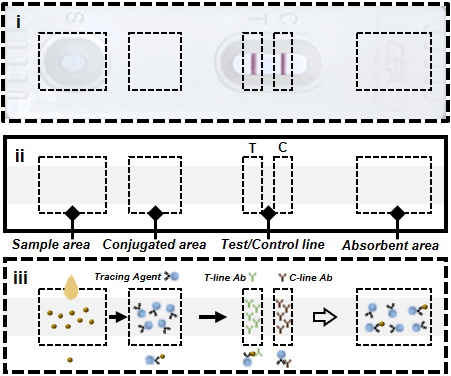 i
S
T C
ii
T C
Sample area Conjugated area Test/Control line Absorbent area
iii
Tracing Agent T-line Ab C-line Ab